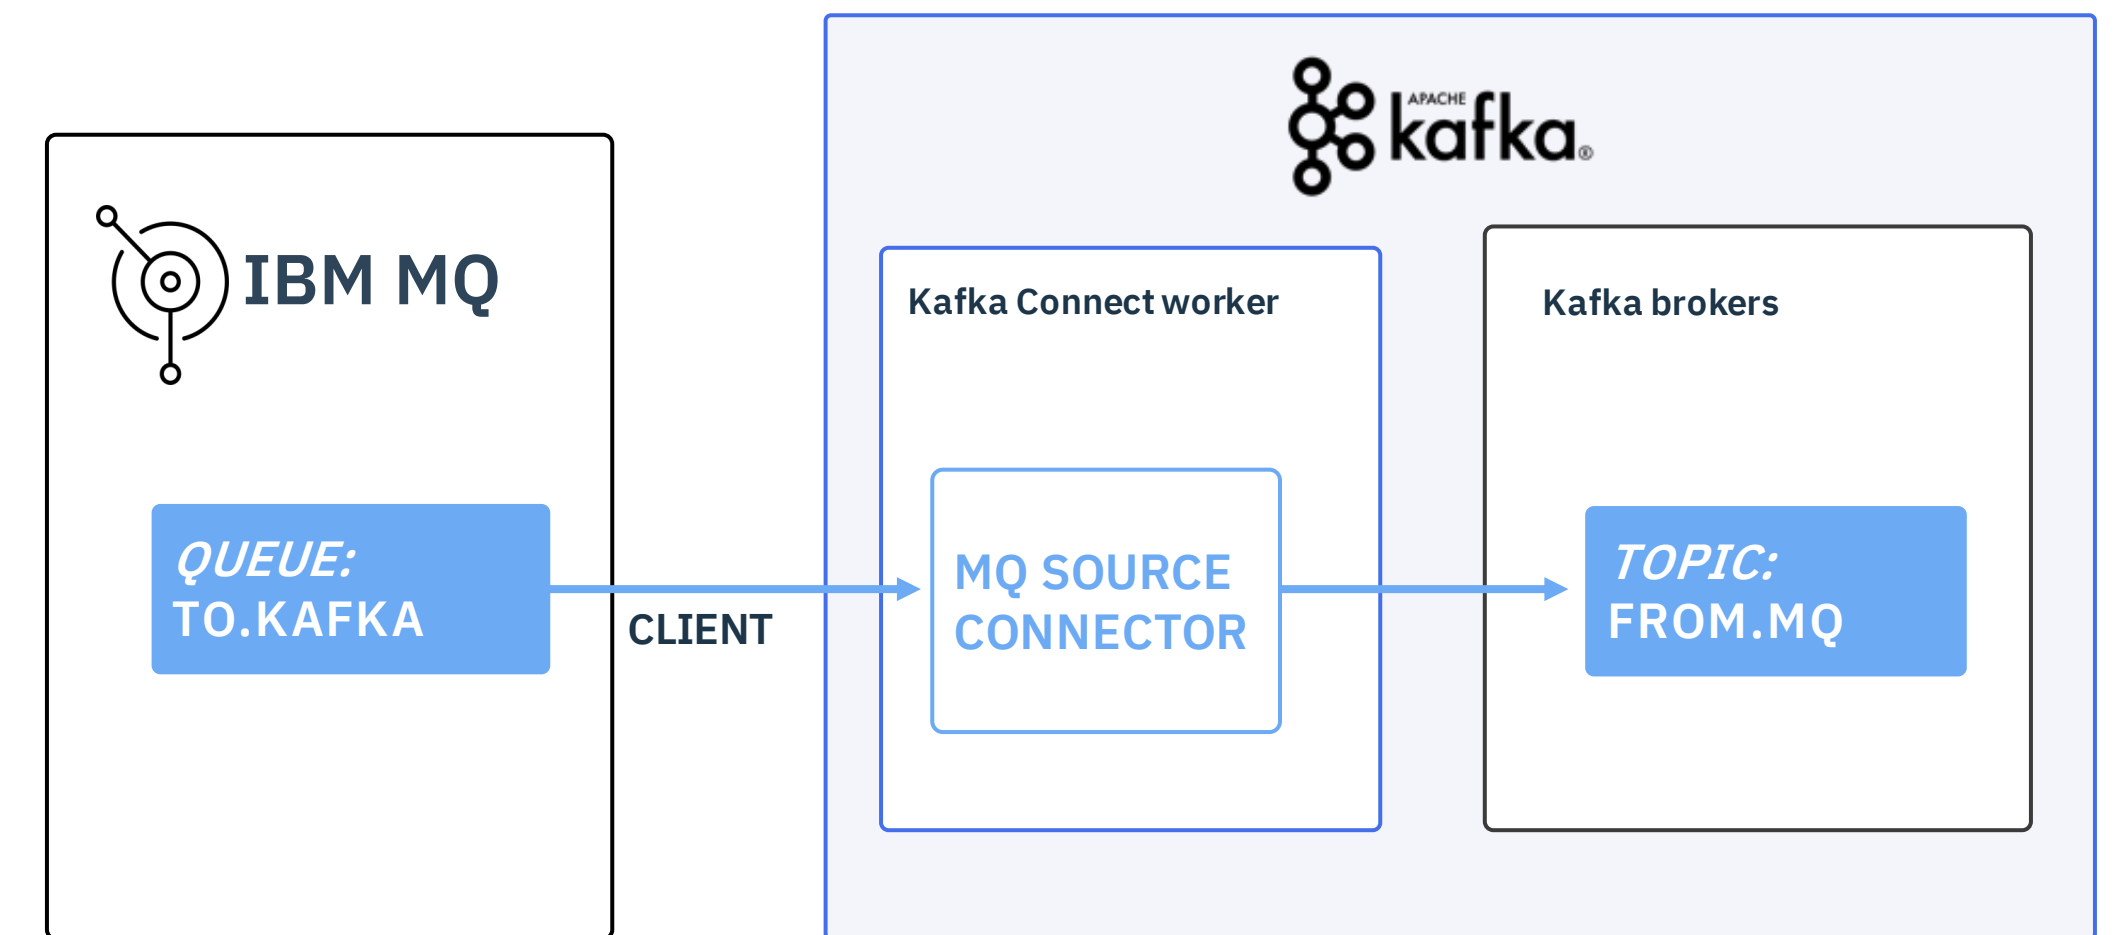 APACHE
kafka®
IBM MQ
Kafka Connect worker
Kafka brokers
QUEUE:
TO.KAFKA
CLIENT
MQ SOURCE
CONNECTOR
TOPIC:
FROM.MQ